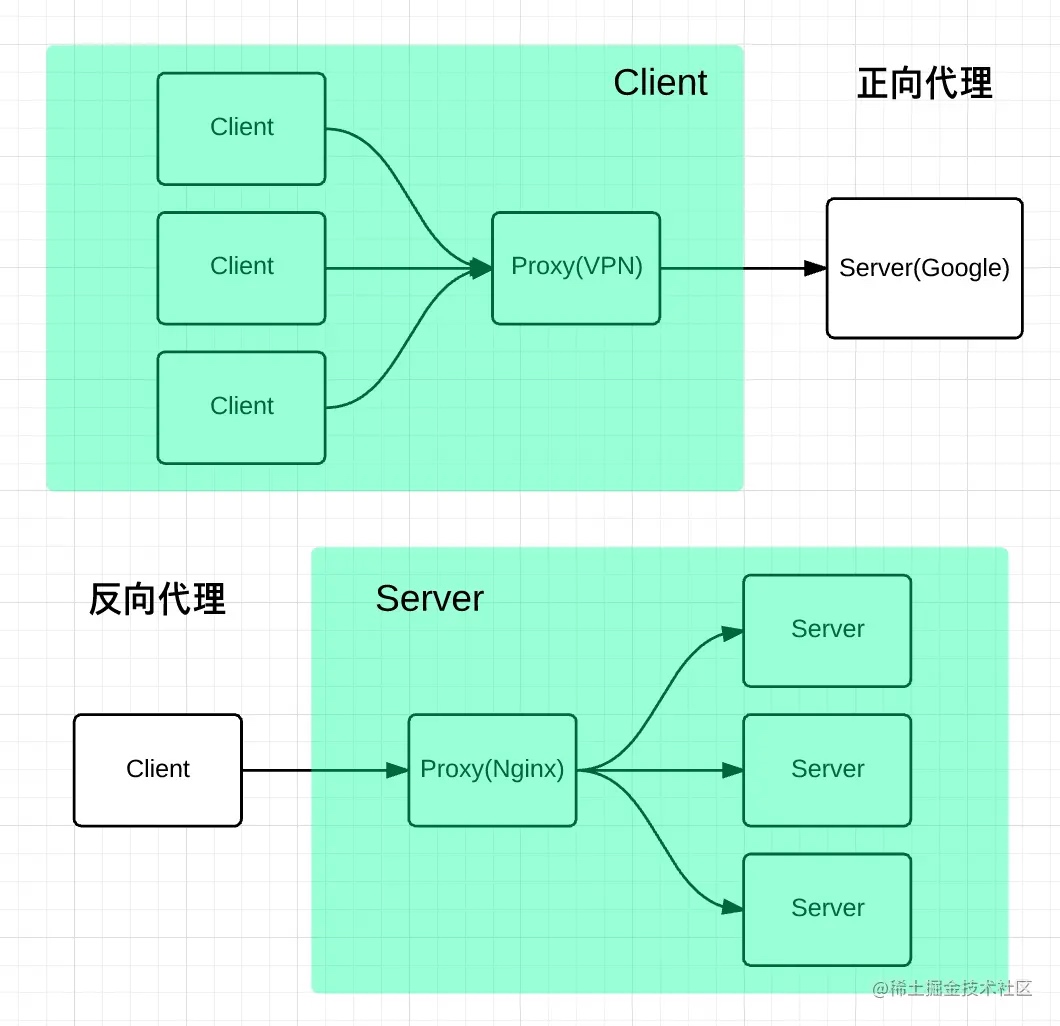 Client
正向代理
Client
Client
Proxy(VPN)
Server(Google)
Client
反向代理
Server
Server
Client
Proxy(Nginx)
Server
Server
@稀土掘金技术社区